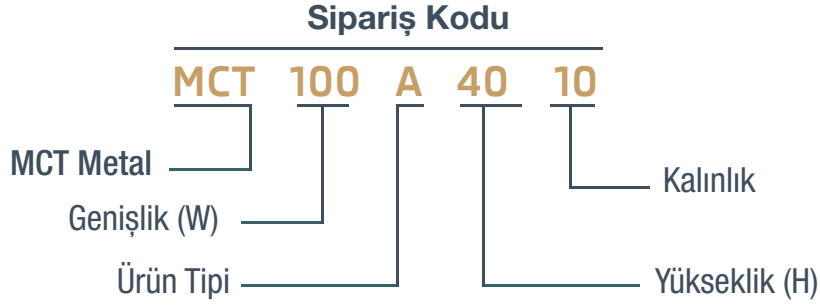 Sipariş Kodu
MCT 100 A 40 10
MCT Metal
Kalınlık
Genişlik (W)
Ürün Tipi
Yükseklik (H)